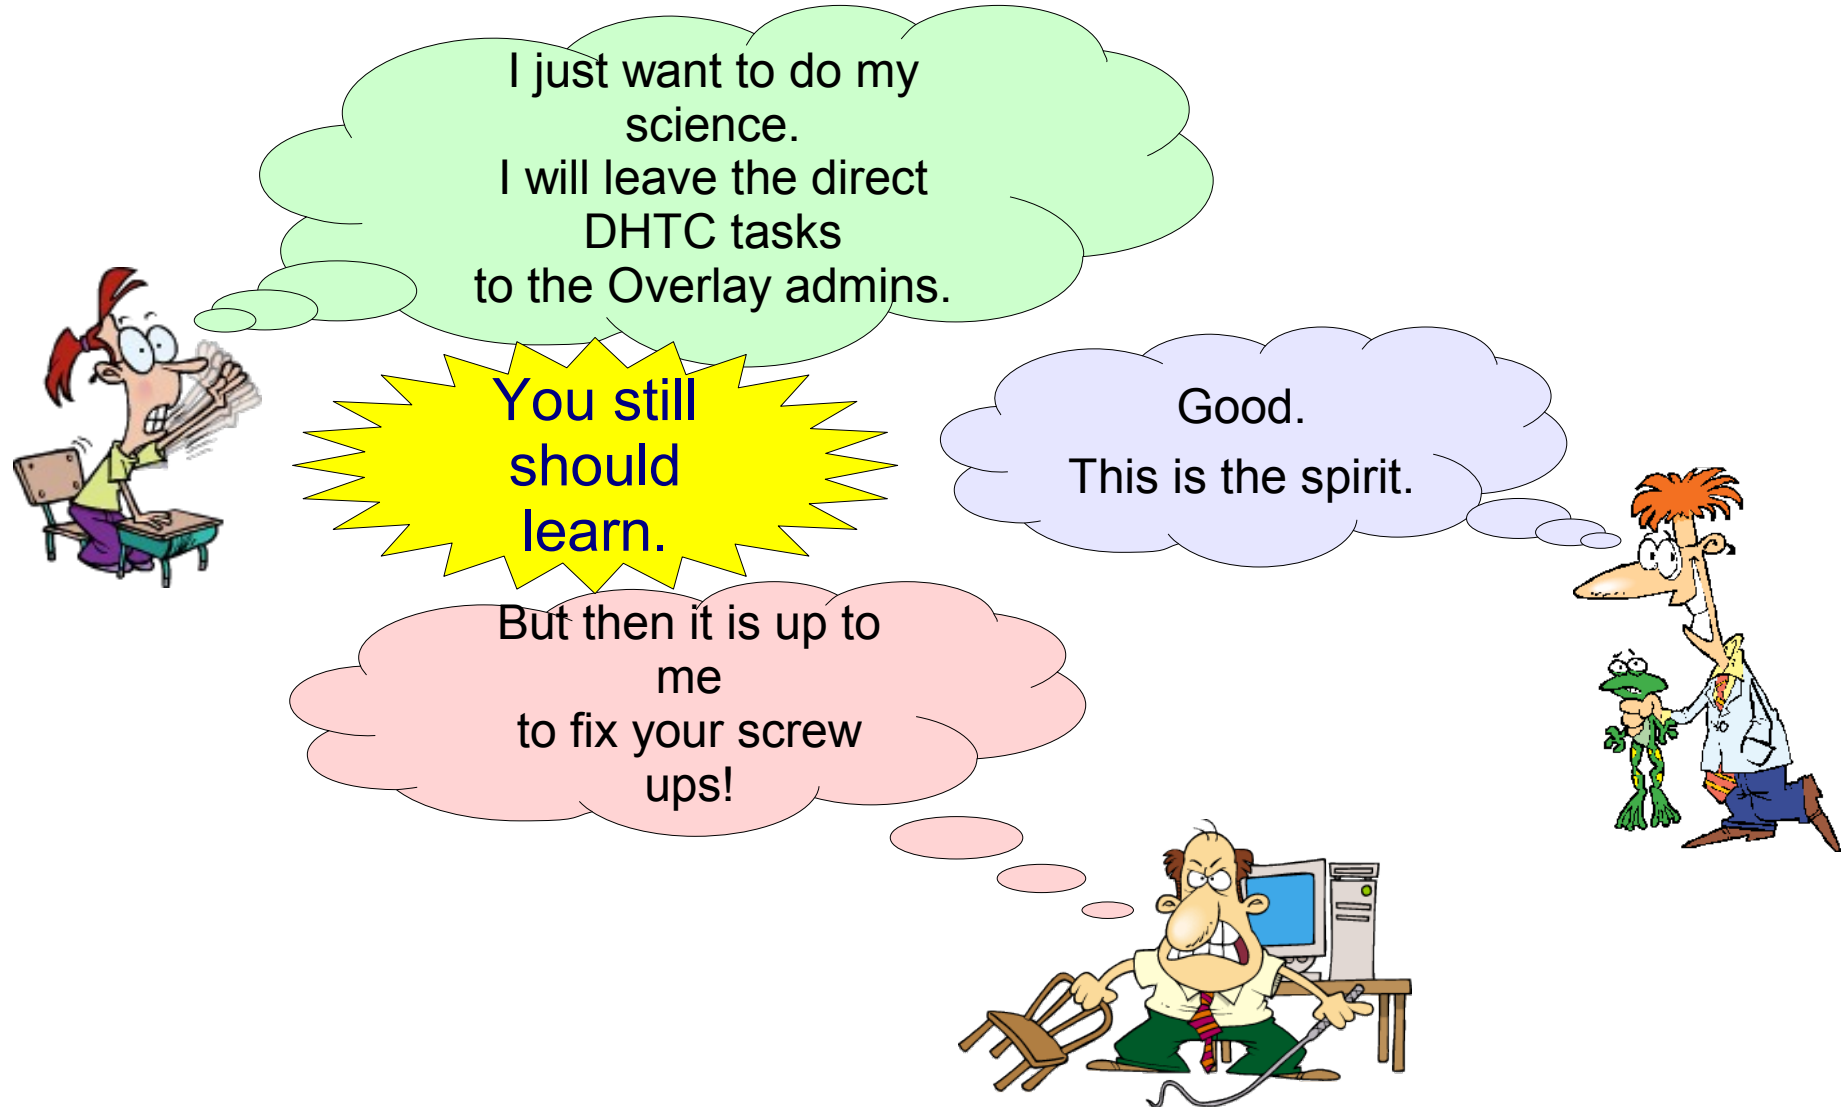 I just want to do my
science.
I will leave the direct
DHTC tasks
to the Overlay admins.
You still
should
learn.
Good.
This is the spirit.
But then it is up to
me
to fix your screw
ups!